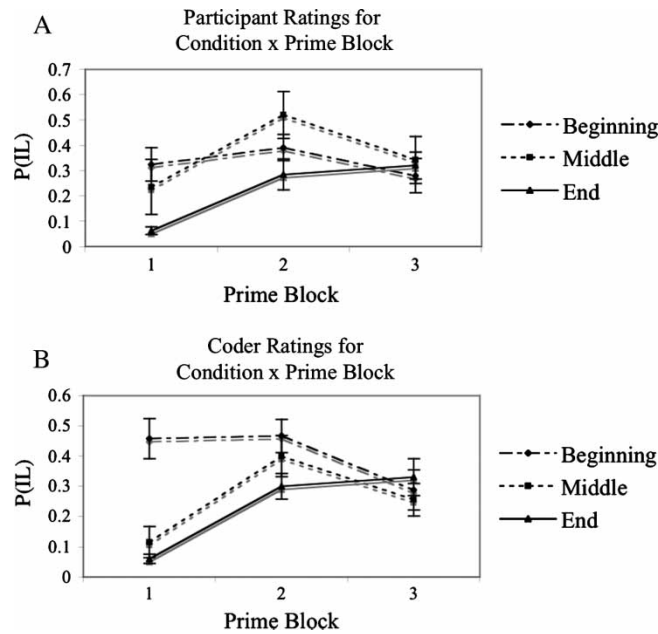 A
Participant Ratings for
Condition x Prime Block
0.7
0.6
0.5
0.4
0.3
0.2
0.1
0
P(IL)
1 2 3
Prime Block
Beginning
Middle
End
B
Coder Ratings for
Condition x Prime Block
0.6
0.5
0.4
0.3
0.2
0.1
0
P(IL)
1 2 3
Prime Block
Beginning
Middle
End